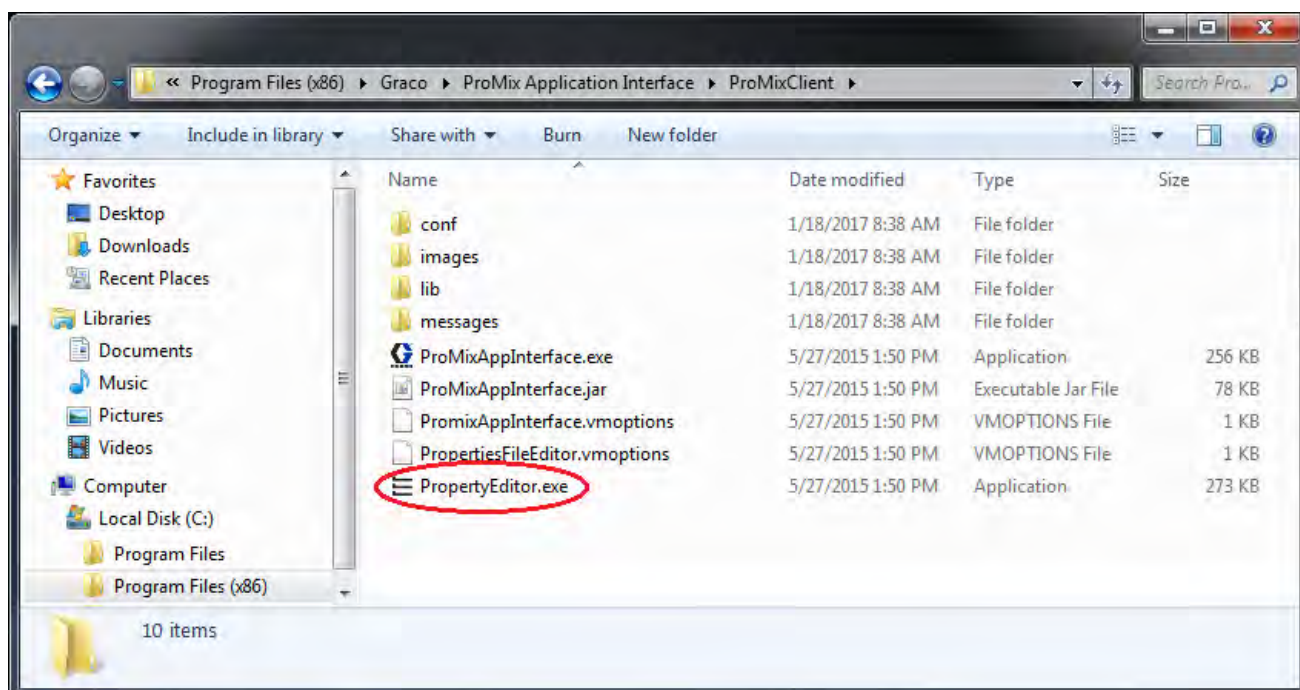 « Program Files (x86) ▸ Graco ▸ ProMix Application Interface ▸ ProMixClient ▸ Search Pro...
Organize Include in library Share with Burn New folder
Favorites
Desktop
Downloads
Recent Places
Libraries
Documents
Music
Pictures
Videos
Computer
Local Disk (C:)
Program Files
Program Files (x86)
Name Date modified Type Size
conf 1/18/2017 8:38 AM File folder
images 1/18/2017 8:38 AM File folder
lib 1/18/2017 8:38 AM File folder
messages 1/18/2017 8:38 AM File folder
ProMixAppInterface.exe 5/27/2015 1:50 PM Application 256 KB
ProMixAppInterface.jar 5/27/2015 1:50 PM Executable Jar File 78 KB
PromixAppInterface.vmoptions 5/27/2015 1:50 PM VMOPTIONS File 1 KB
PropertiesFileEditor.vmoptions 5/27/2015 1:50 PM VMOPTIONS File 1 KB
PropertyEditor.exe 5/27/2015 1:50 PM Application 273 KB
10 items